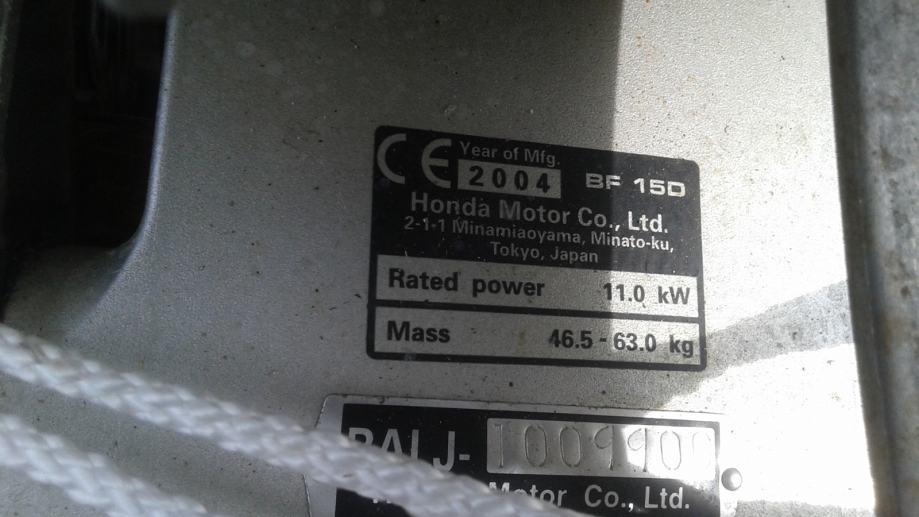 CE Year of Mfg.
2004 BF 15D
Honda Motor Co., Ltd.
2-1-1 Minamiaoyama, Minato-ku,
Tokyo, Japan
Rated power 11.0 kW
Mass 46.5 - 63.0 kg
BALJ- 1009900
Motor Co., Ltd.